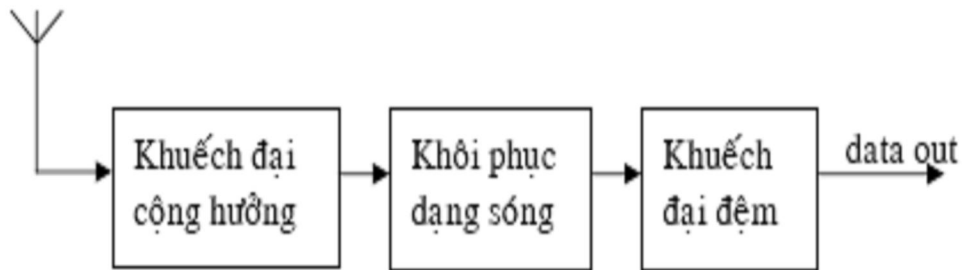 Khuếch đại
cộng hưởng
Khôi phục
dạng sóng
Khuếch
đại đệm
data out